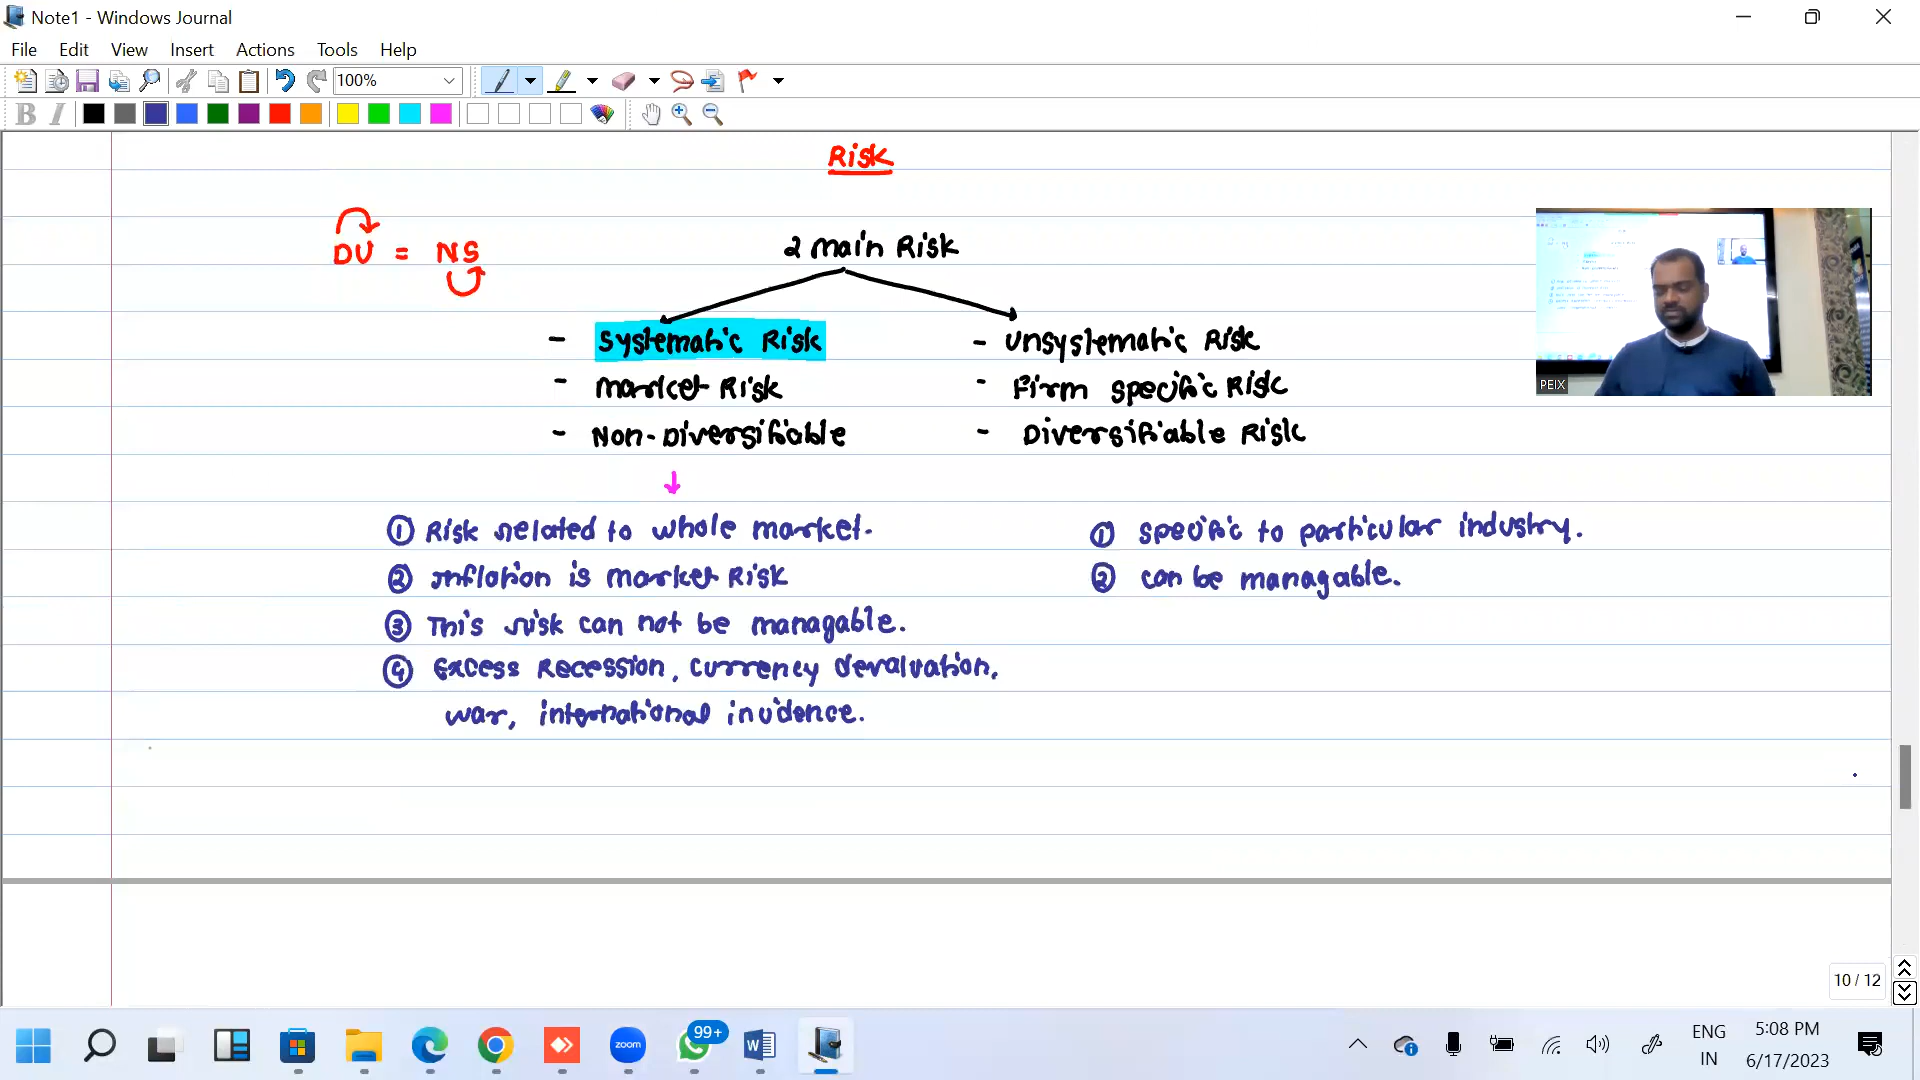 Note1 - Windows Journal
File Edit View Insert Actions Tools Help
100%
B I
Risk
DU = NS
2 main Risk
- Systematic Risk
- Unsystematic Risk
- Market Risk
- Firm Specific Risk
- Non-Diversifiable
- Diversifiable Risk
PEIX
① Risk related to whole market.
① Specific to particular industry.
② Inflation is Market Risk
② can be managable.
③ This risk can not be managable.
④ Excess Recession, currency devaluation,
war, international incidence.
10 / 12
99+
zoom
ENG
IN
5:08 PM
6/17/2023